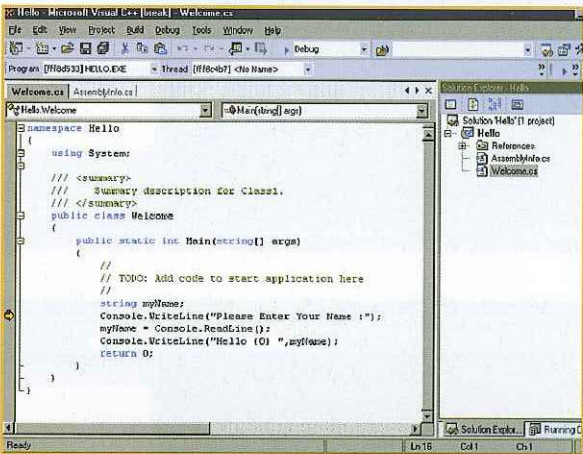 Hello - Microsoft Visual C++ [break] - Welcome.cs
File Edit View Project Build Debug Tools Window Help
Debug
Program [fff8d533] HELLO.EXE Thread [fff8c4b7] <No Name>
Welcome.cs AssemblyInfo.cs
Hello.Welcome Main(string[] args)
namespace Hello
{
using System;
/// <summary>
/// Summary description for Class1.
/// </summary>
public class Welcome
{
public static int Main(string[] args)
{
//
// TODO: Add code to start application here
//
string myName;
Console.WriteLine("Please Enter Your Name :");
myName = Console.ReadLine();
Console.WriteLine("Hello {0} ",myName);
return 0;
}
}
}
Solution Explorer - Hello
Solution 'Hello' (1 project)
Hello
References
AssemblyInfo.cs
Welcome.cs
Solution Explor... Running D
Ready Ln 16 Col 1 Ch 1